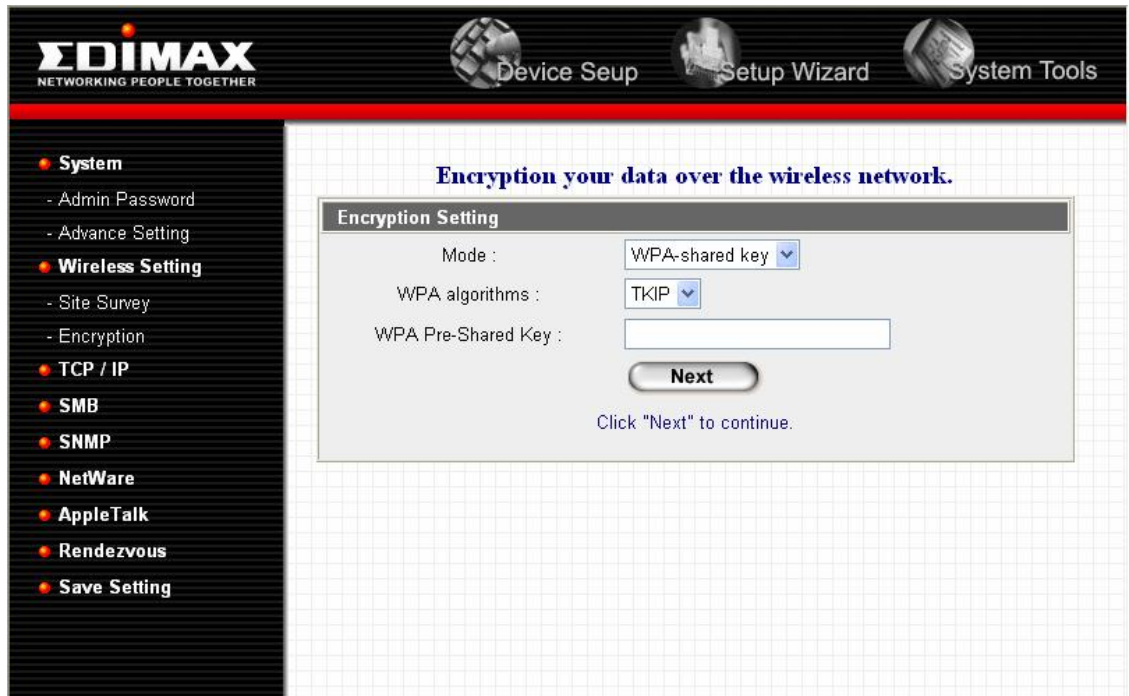 EDIMAX
NETWORKING PEOPLE TOGETHER
Device Seup
Setup Wizard
System Tools
System
- Admin Password
- Advance Setting
Wireless Setting
- Site Survey
- Encryption
TCP / IP
SMB
SNMP
NetWare
AppleTalk
Rendezvous
Save Setting
Encryption your data over the wireless network.
Encryption Setting
Mode : WPA-shared key
WPA algorithms : TKIP
WPA Pre-Shared Key :
Next
Click "Next" to continue.